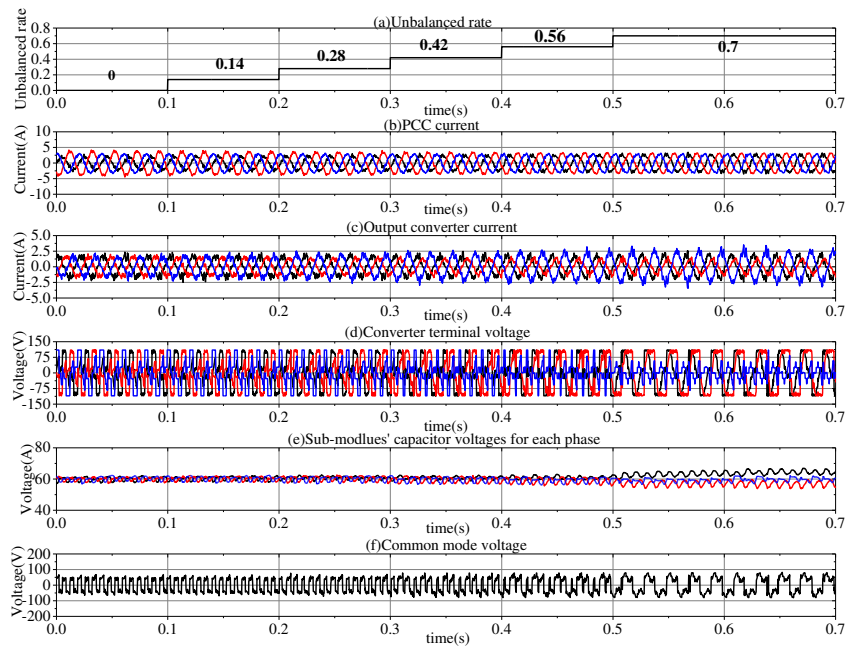 (a)Unbalanced rate
Unbalanced rate
0.8
0.6
0.4
0.2
0.0
0
0.14
0.28
0.42
0.56
0.7
0.0 0.1 0.2 0.3 0.4 0.5 0.6 0.7
time(s)
(b)PCC current
Current(A)
10
5
0
-5
-10
0.0 0.1 0.2 0.3 0.4 0.5 0.6 0.7
time(s)
(c)Output converter current
Current(A)
5.0
2.5
0.0
-2.5
-5.0
0.0 0.1 0.2 0.3 0.4 0.5 0.6 0.7
time(s)
(d)Converter terminal voltage
Voltage(V)
150
75
0
-75
-150
0.0 0.1 0.2 0.3 0.4 0.5 0.6 0.7
time(s)
(e)Sub-modlues' capacitor voltages for each phase
Voltage(A)
80
60
40
0.0 0.1 0.2 0.3 0.4 0.5 0.6 0.7
time(s)
(f)Common mode voltage
Voltage(V)
200
100
0
-100
-200
0.0 0.1 0.2 0.3 0.4 0.5 0.6 0.7
time(s)